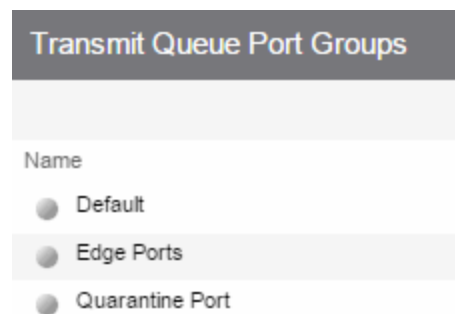 Transmit Queue Port Groups
Name
Default
Edge Ports
Quarantine Port